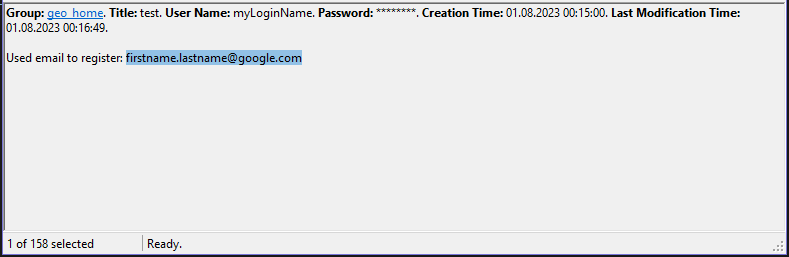 Group: geo_home. Title: test. User Name: myLoginName. Password: ********. Creation Time: 01.08.2023 00:15:00. Last Modification Time:
01.08.2023 00:16:49.
Used email to register: firstname.lastname@google.com
1 of 158 selected
Ready.